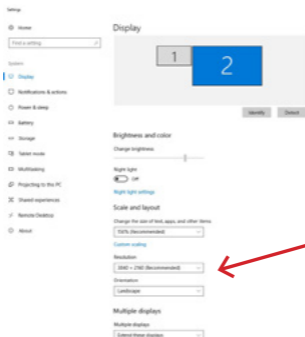 Settings
Home
Find a setting
System
Display
Notifications & actions
Power & sleep
Battery
Storage
Tablet mode
Multitasking
Projecting to this PC
Shared experiences
Remote Desktop
About
Display
1
2
Identify
Detect
Brightness and color
Change brightness
Night light
Off
Night light settings
Scale and layout
Change the size of text, apps, and other items
100% (Recommended)
Custom scaling
Resolution
3840 × 2160 (Recommended)
Orientation
Landscape
Multiple displays
Multiple displays
Extend these displays